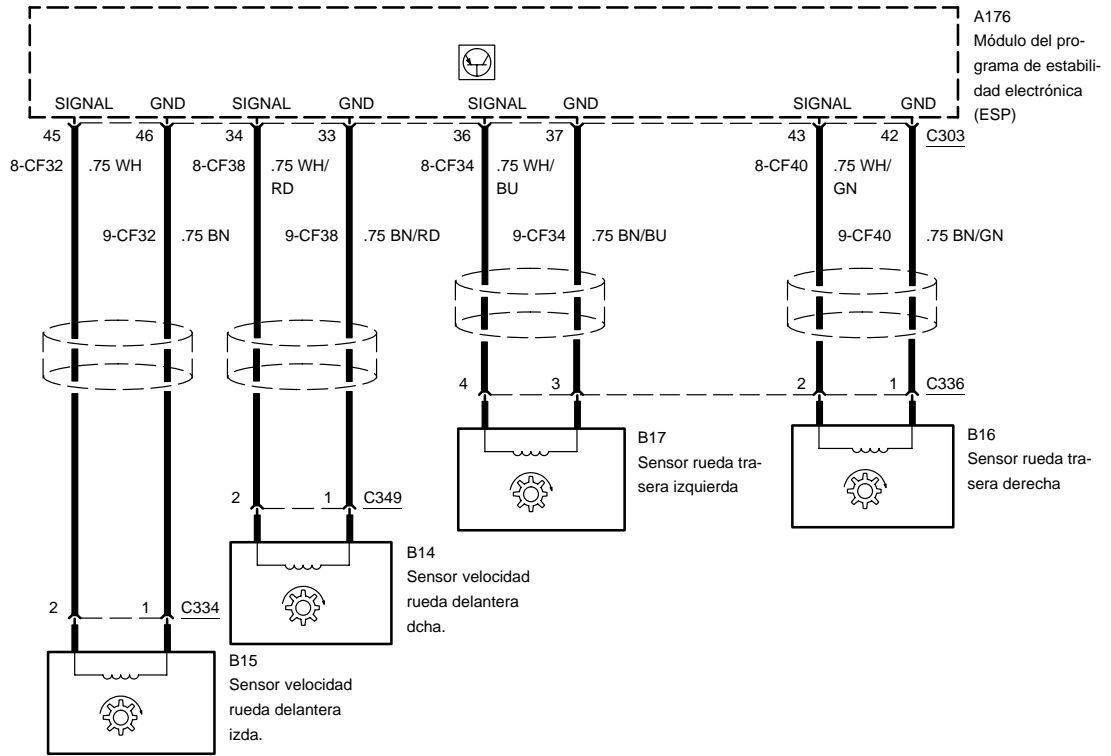 A176
Módulo del pro-
grama de estabili-
dad electrónica
(ESP)
SIGNAL GND SIGNAL GND SIGNAL GND SIGNAL GND
45 46 34 33 36 37 43 42 C303
8-CF32 .75 WH 8-CF38 .75 WH/ 8-CF34 .75 WH/ 8-CF40 .75 WH/
RD BU GN
9-CF32 .75 BN 9-CF38 .75 BN/RD 9-CF34 .75 BN/BU 9-CF40 .75 BN/GN
4 3 2 1 C336
B17
Sensor rueda tra-
sera izquierda
B16
Sensor rueda tra-
sera derecha
2 1 C349
B14
Sensor velocidad
rueda delantera
dcha.
2 1 C334
B15
Sensor velocidad
rueda delantera
izda.